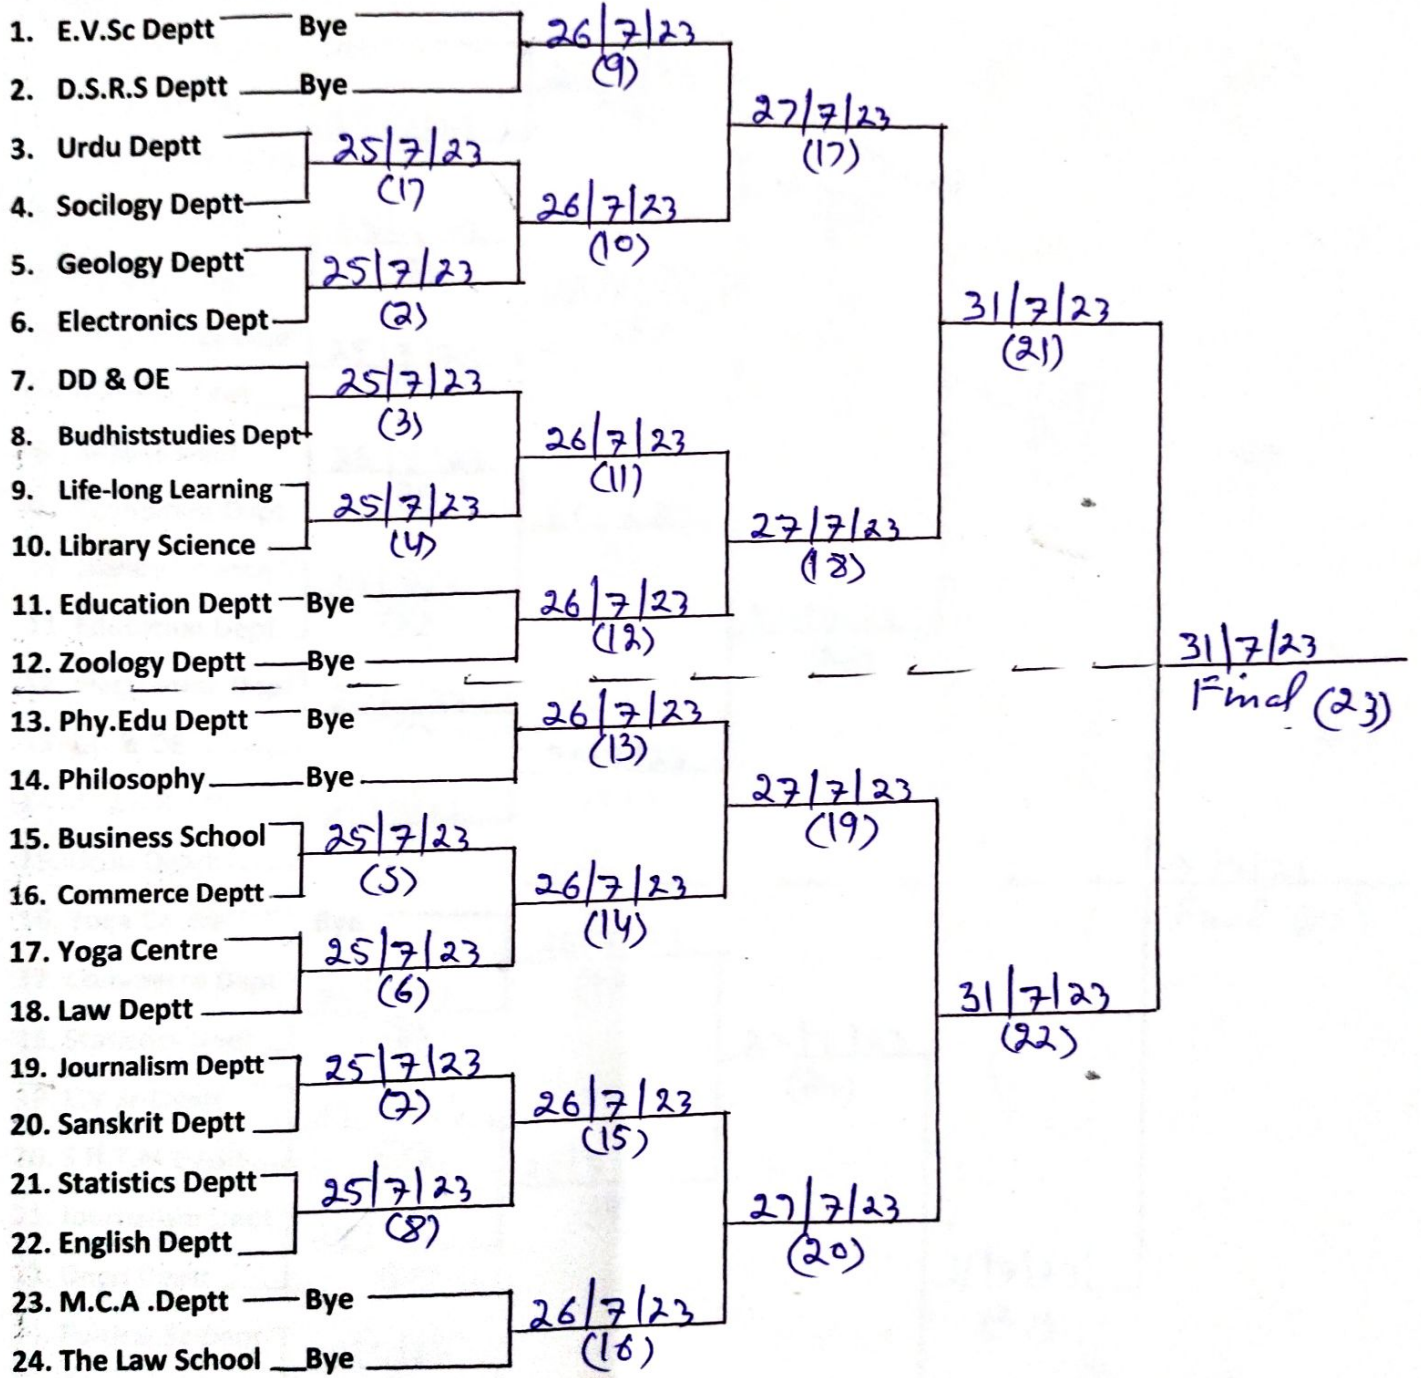 1. E.V.Sc Deptt Bye
26/7/23
(9)
2. D.S.R.S Deptt Bye
27/7/23
(17)
3. Urdu Deptt
25/7/23
(1)
4. Socilogy Deptt
26/7/23
(10)
5. Geology Deptt
25/7/23
(2)
6. Electronics Dept
31/7/23
(21)
7. DD & OE
25/7/23
(3)
8. Budhiststudies Dept
26/7/23
(11)
9. Life-long Learning
25/7/23
(4)
10. Library Science
27/7/23
(18)
11. Education Deptt Bye
26/7/23
(12)
12. Zoology Deptt Bye
31/7/23
Final (23)
13. Phy.Edu Deptt Bye
26/7/23
(13)
14. Philosophy Bye
27/7/23
(19)
15. Business School
25/7/23
(5)
16. Commerce Deptt
26/7/23
(14)
17. Yoga Centre
25/7/23
(6)
18. Law Deptt
31/7/23
(22)
19. Journalism Deptt
25/7/23
(7)
20. Sanskrit Deptt
26/7/23
(15)
21. Statistics Deptt
25/7/23
(8)
22. English Deptt
27/7/23
(20)
23. M.C.A .Deptt Bye
26/7/23
(16)
24. The Law School Bye